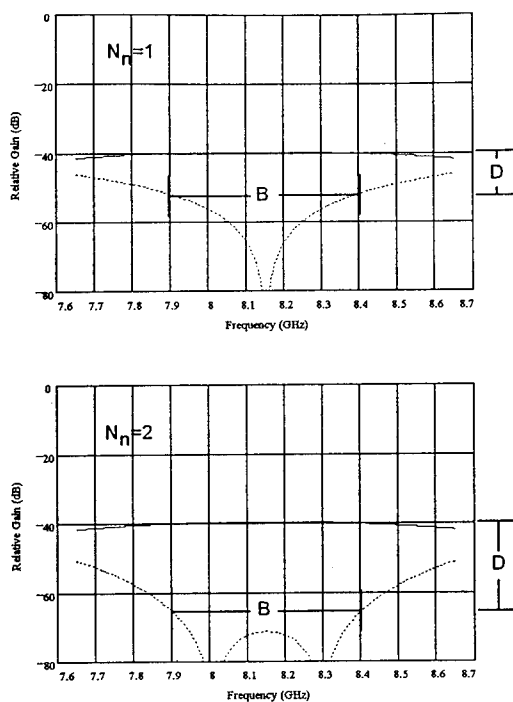 0
N_n=1
−20
Relative Gain (dB)
−40
D
B
−60
−80
7.6 7.7 7.8 7.9 8 8.1 8.2 8.3 8.4 8.5 8.6 8.7
Frequency (GHz)
0
N_n=2
−20
Relative Gain (dB)
−40
D
−60
B
−80
7.6 7.7 7.8 7.9 8 8.1 8.2 8.3 8.4 8.5 8.6 8.7
Frequency (GHz)